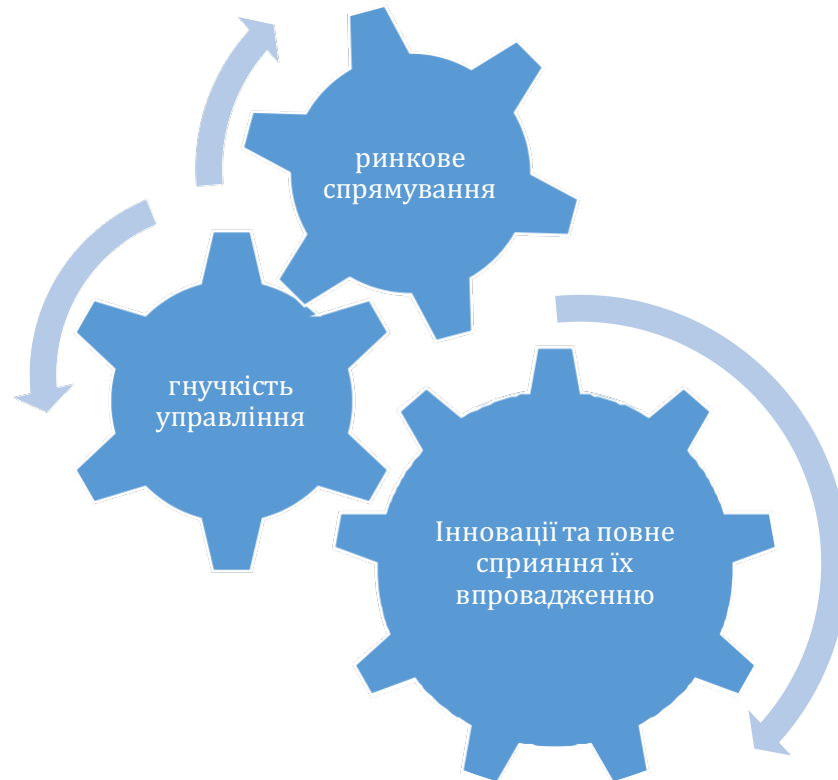 ринкове
спрямування
гнучкість
управління
Інновації та повне
сприяння їх
впровадженню